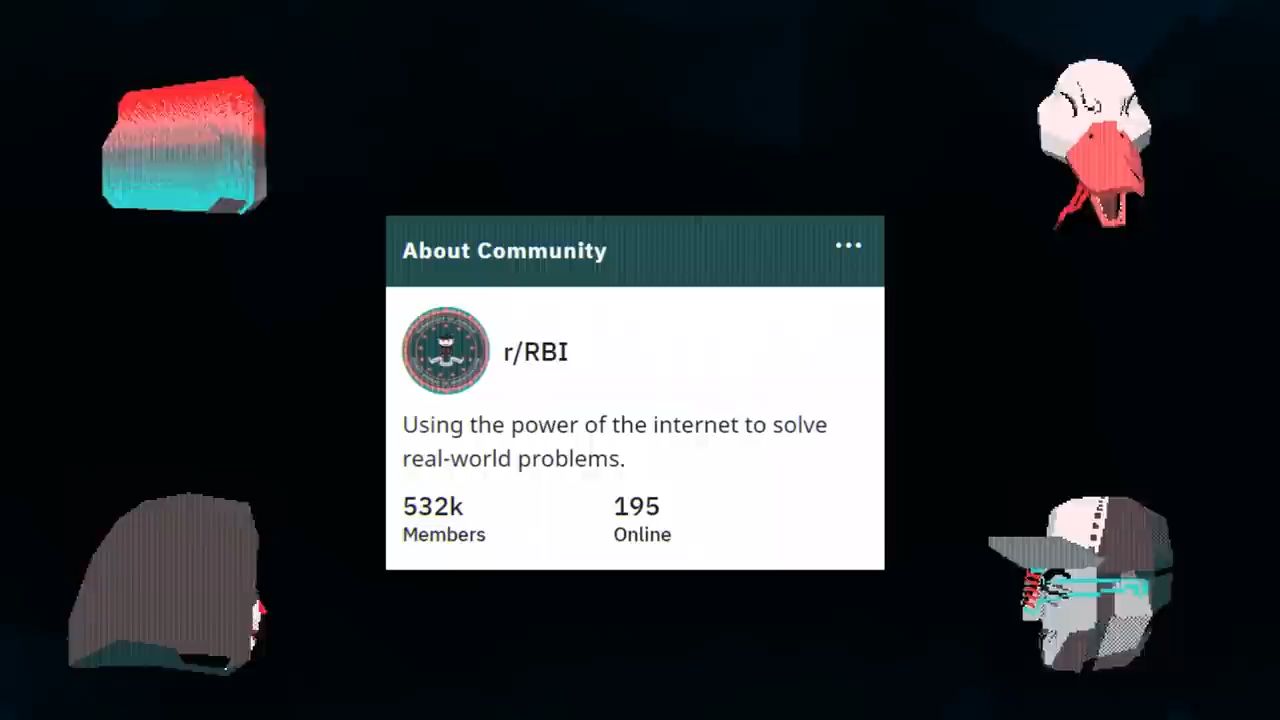 About Community
r/RBI
Using the power of the internet to solve
real-world problems.
532k
195
Members
Online